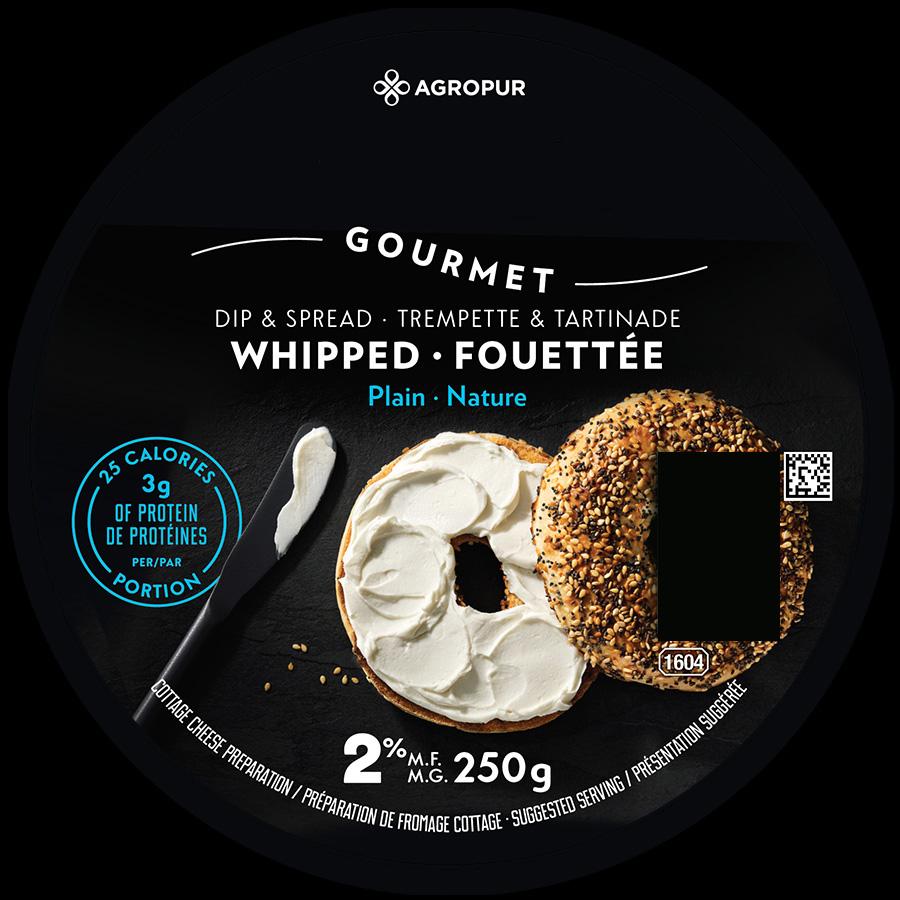 AGROPUR
GOURMET
DIP & SPREAD · TREMPETTE & TARTINADE
WHIPPED · FOUETTÉE
Plain · Nature
25 CALORIES
3g
OF PROTEIN
DE PROTÉINES
PER/PAR
PORTION
1604
2% M.F.
M.G. 250g
COTTAGE CHEESE PREPARATION / PRÉPARATION DE FROMAGE COTTAGE · SUGGESTED SERVING / PRÉSENTATION SUGGÉRÉE